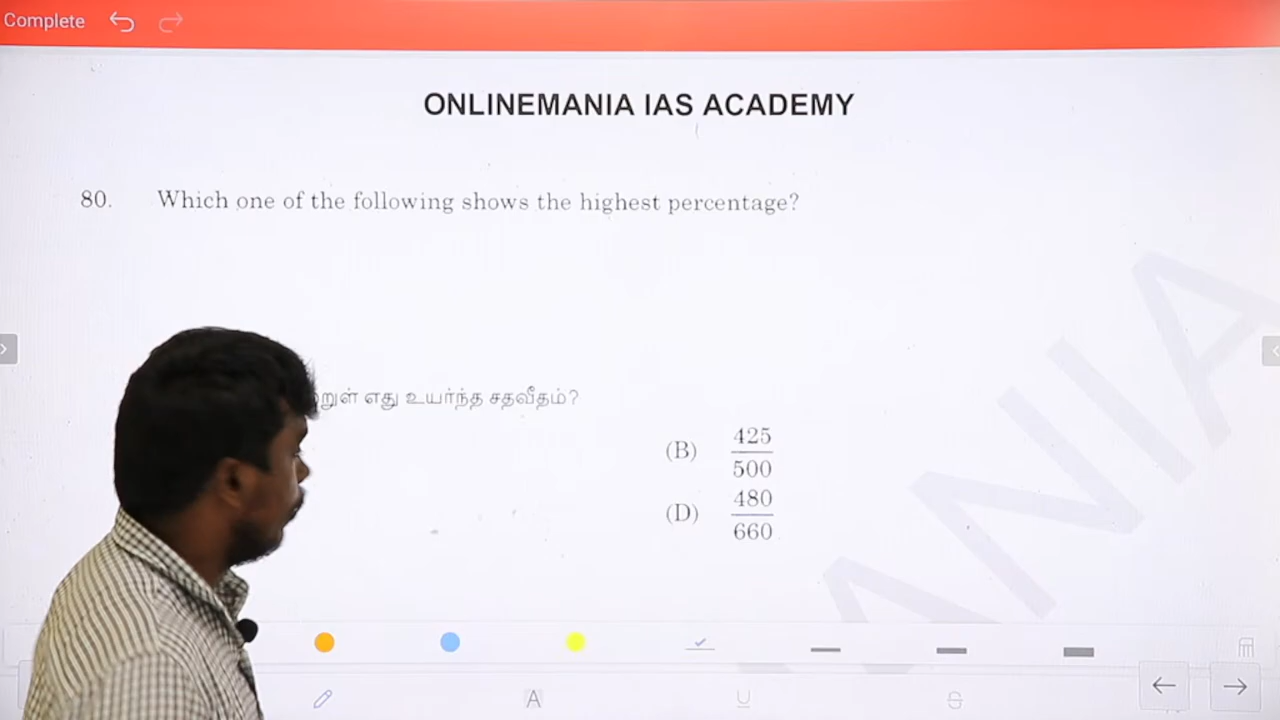 Complete
ONLINEMANIA IAS ACADEMY
80. Which one of the following shows the highest percentage?
எது உயர்ந்த சதவீதம்?
(B) 425
500
(D) 480
660
A
U
S